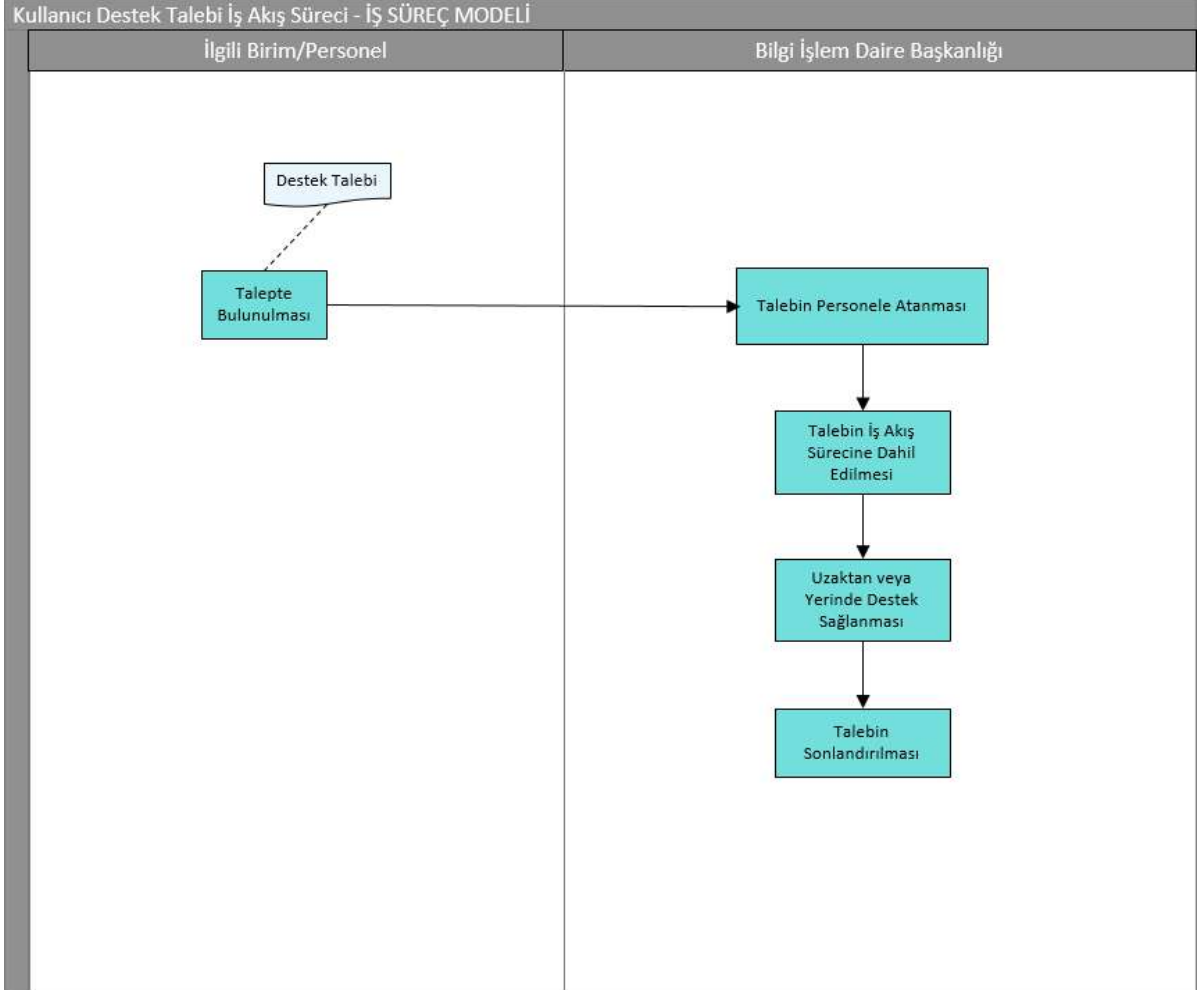 Kullanıcı Destek Talebi İş Akış Süreci - İŞ SÜREÇ MODELİ
İlgili Birim/Personel
Bilgi İşlem Daire Başkanlığı
Destek Talebi
Talepte
Bulunulması
Talebin Personele Atanması
Talebin İş Akış
Sürecine Dahil
Edilmesi
Uzaktan veya
Yerinde Destek
Sağlanması
Talebin
Sonlandırılması